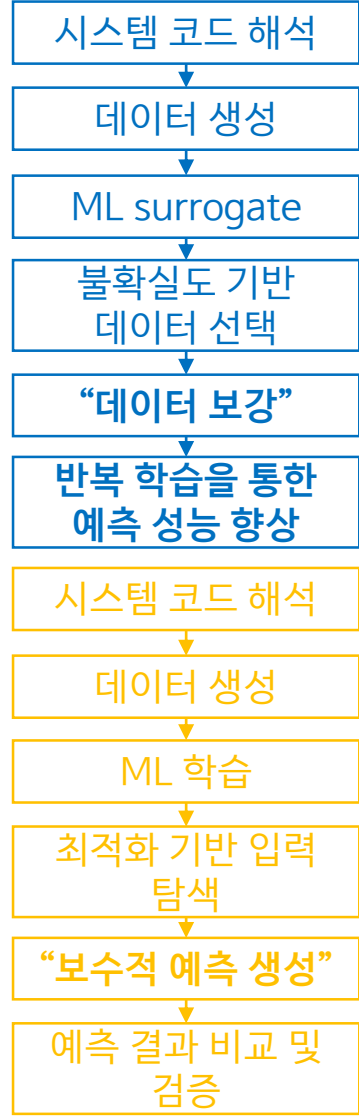 시스템 코드 해석
데이터 생성
ML surrogate
불확실도 기반
데이터 선택
“데이터 보강”
반복 학습을 통한
예측 성능 향상
시스템 코드 해석
데이터 생성
ML 학습
최적화 기반 입력
탐색
“보수적 예측 생성”
예측 결과 비교 및
검증